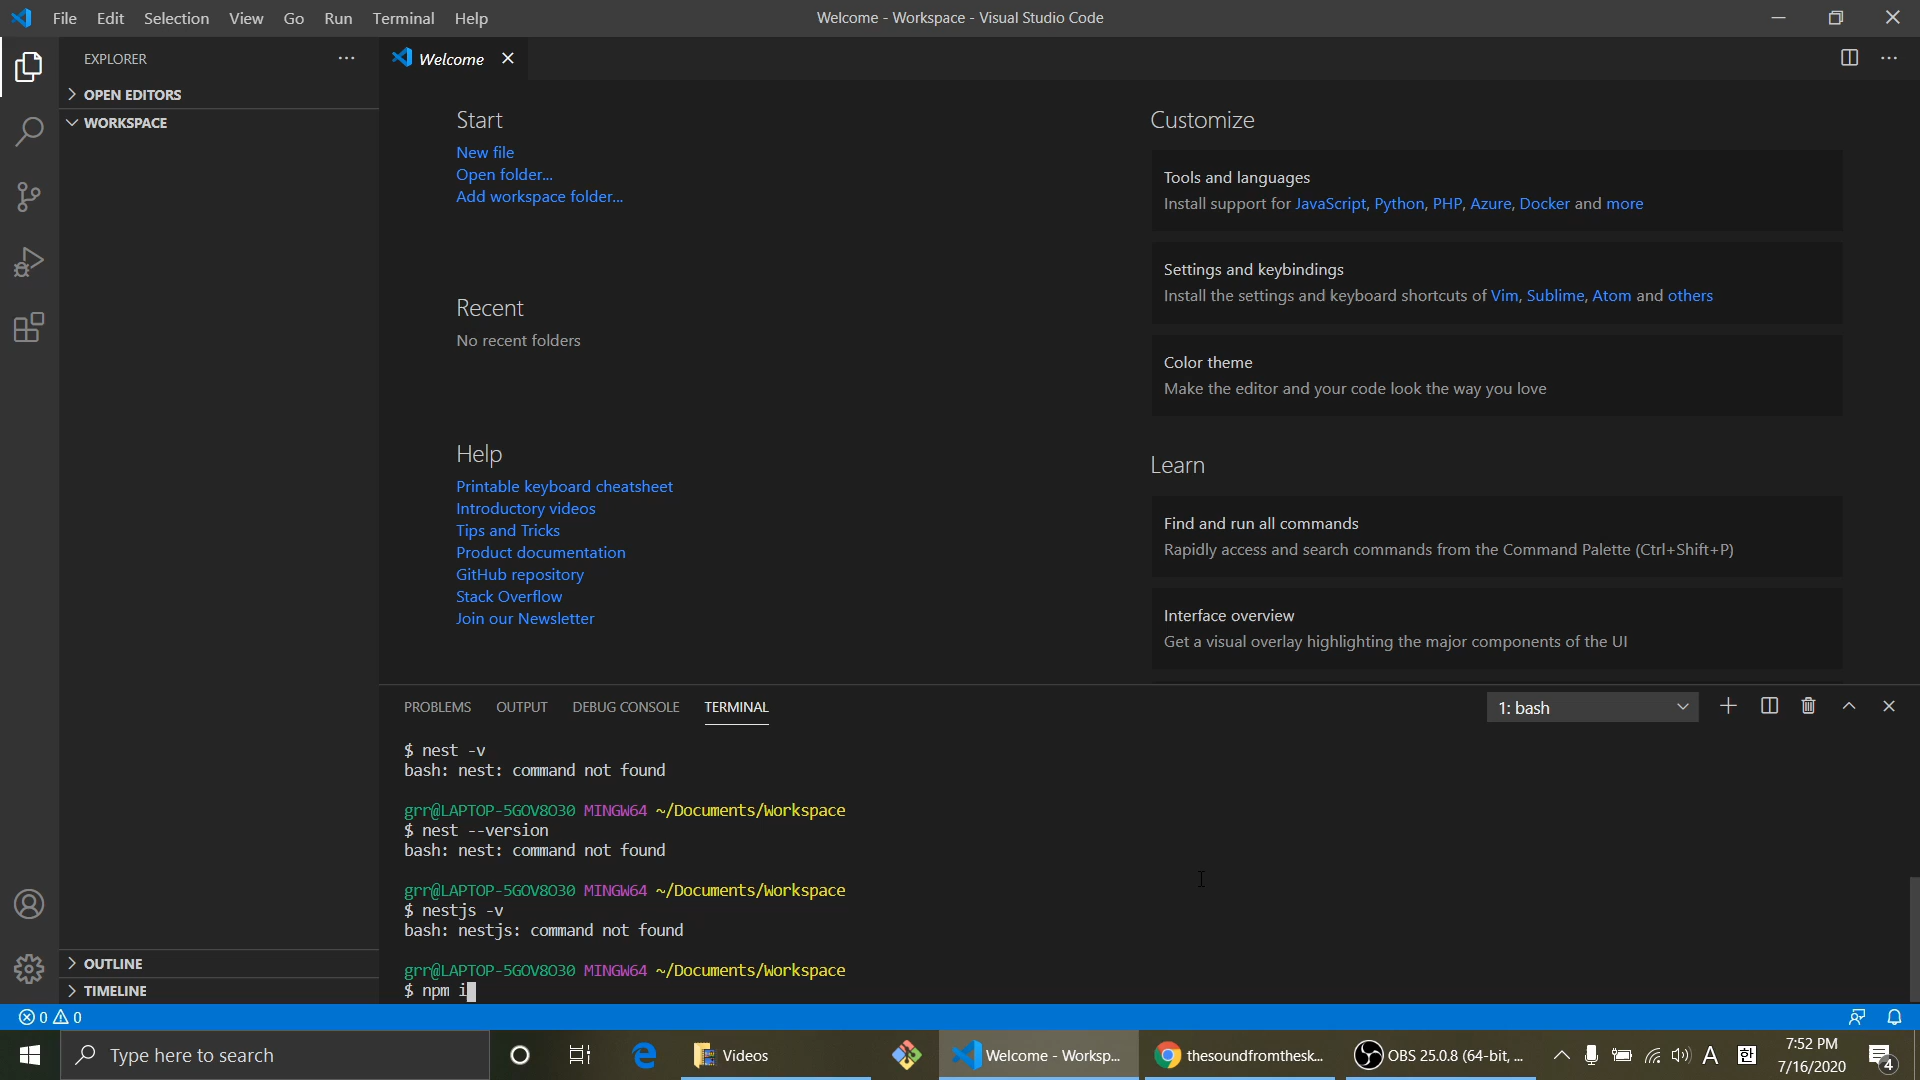 File Edit Selection View Go Run Terminal Help
Welcome - Workspace - Visual Studio Code
EXPLORER
OPEN EDITORS
WORKSPACE
OUTLINE
TIMELINE
Welcome
Start
New file
Open folder...
Add workspace folder...
Recent
No recent folders
Help
Printable keyboard cheatsheet
Introductory videos
Tips and Tricks
Product documentation
GitHub repository
Stack Overflow
Join our Newsletter
Customize
Tools and languages
Install support for JavaScript, Python, PHP, Azure, Docker and more
Settings and keybindings
Install the settings and keyboard shortcuts of Vim, Sublime, Atom and others
Color theme
Make the editor and your code look the way you love
Learn
Find and run all commands
Rapidly access and search commands from the Command Palette (Ctrl+Shift+P)
Interface overview
Get a visual overlay highlighting the major components of the UI
PROBLEMS OUTPUT DEBUG CONSOLE TERMINAL
1: bash
$ nest -v
bash: nest: command not found
grr@LAPTOP-5GOV8O30 MINGW64 ~/Documents/Workspace
$ nest --version
bash: nest: command not found
grr@LAPTOP-5GOV8O30 MINGW64 ~/Documents/Workspace
$ nestjs -v
bash: nestjs: command not found
grr@LAPTOP-5GOV8O30 MINGW64 ~/Documents/Workspace
$ npm i
0 0
Type here to search
Videos
Welcome - Worksp...
thesoundfromthesk...
OBS 25.0.8 (64-bit, ...
A 한
7:52 PM
7/16/2020
4